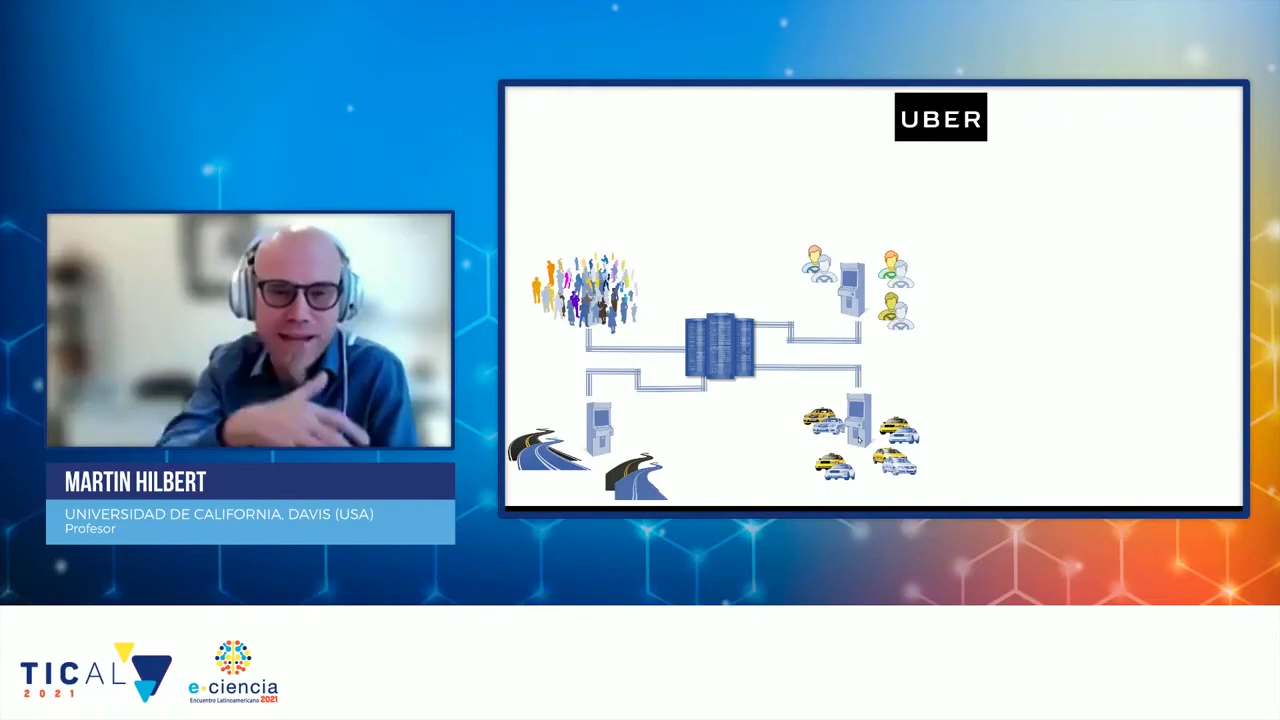 UBER
MARTIN HILBERT
UNIVERSIDAD DE CALIFORNIA, DAVIS (USA)
Profesor
TICAL
2021
e·ciencia
Encuentro Latinoamericano 2021